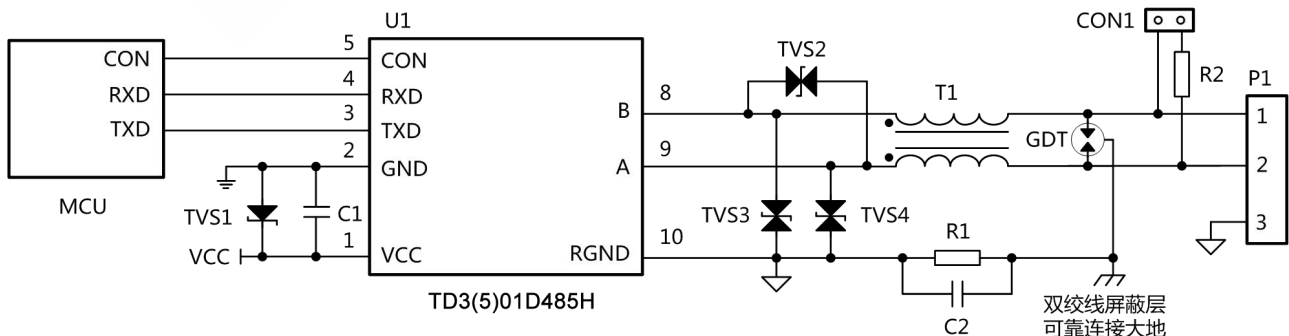 U1
CON1
TVS2
CON
5
CON
8
R2
P1
RXD
4
RXD
B
T1
1
TXD
3
TXD
GDT
2
GND
9
A
2
MCU
TVS1
C1
TVS3
TVS4
3
VCC
1
VCC
RGND
10
R1
TD3(5)01D485H
C2
双绞线屏蔽层
可靠连接大地